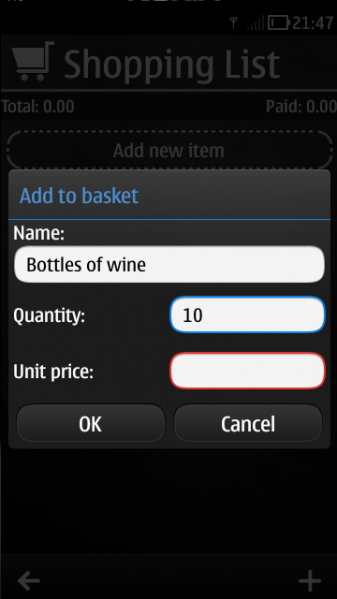 21:47
Shopping List
Total: 0.00 Paid: 0.00
Add new item
Add to basket
Name:
Bottles of wine
Quantity: 10
Unit price:
OK Cancel